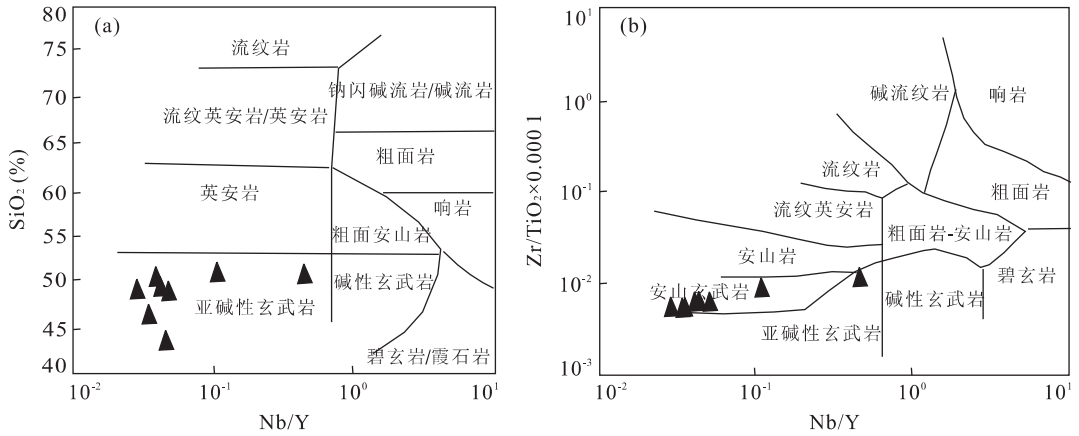 (a)
SiO₂ (%)
80
75
70
65
60
55
50
45
40
流纹岩
钠闪碱流岩/碱流岩
流纹英安岩/英安岩
粗面岩
英安岩
响岩
粗面安山岩
碱性玄武岩
亚碱性玄武岩
碧玄岩/霞石岩
10⁻²
10⁻¹
10⁰
10¹
Nb/Y
(b)
Zr/TiO₂×0.000 1
10¹
10⁰
10⁻¹
10⁻²
10⁻³
碱流纹岩
响岩
流纹岩
粗面岩
流纹英安岩
粗面岩-安山岩
安山岩
碧玄岩
安山玄武岩
碱性玄武岩
亚碱性玄武岩
10⁻²
10⁻¹
10⁰
10¹
Nb/Y